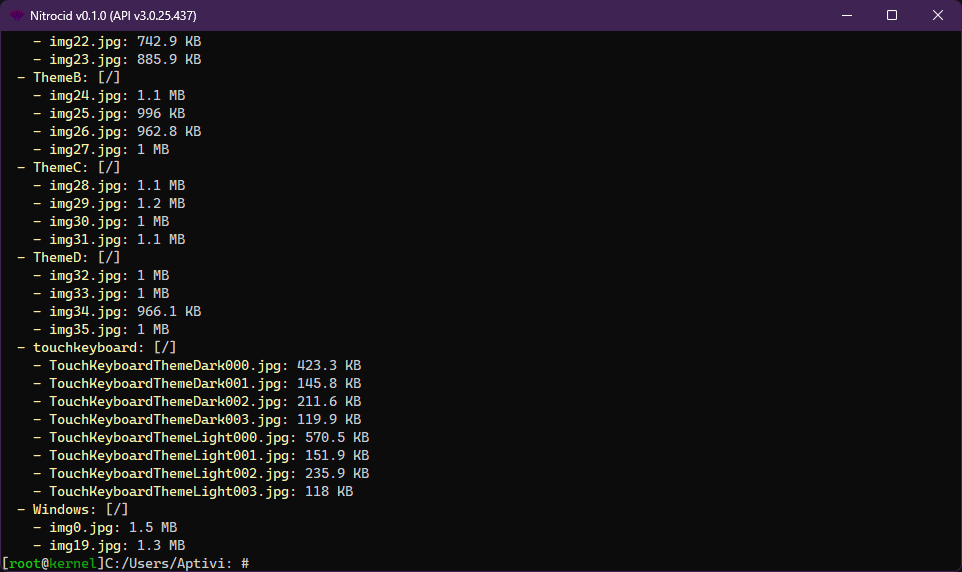 Nitrocid v0.1.0 (API v3.0.25.437)
- img22.jpg: 742.9 KB
- img23.jpg: 885.9 KB
- ThemeB: [/]
- img24.jpg: 1.1 MB
- img25.jpg: 996 KB
- img26.jpg: 962.8 KB
- img27.jpg: 1 MB
- ThemeC: [/]
- img28.jpg: 1.1 MB
- img29.jpg: 1.2 MB
- img30.jpg: 1 MB
- img31.jpg: 1.1 MB
- ThemeD: [/]
- img32.jpg: 1 MB
- img33.jpg: 1 MB
- img34.jpg: 966.1 KB
- img35.jpg: 1 MB
- touchkeyboard: [/]
- TouchKeyboardThemeDark000.jpg: 423.3 KB
- TouchKeyboardThemeDark001.jpg: 145.8 KB
- TouchKeyboardThemeDark002.jpg: 211.6 KB
- TouchKeyboardThemeDark003.jpg: 119.9 KB
- TouchKeyboardThemeLight000.jpg: 570.5 KB
- TouchKeyboardThemeLight001.jpg: 151.9 KB
- TouchKeyboardThemeLight002.jpg: 235.9 KB
- TouchKeyboardThemeLight003.jpg: 118 KB
- Windows: [/]
- img0.jpg: 1.5 MB
- img19.jpg: 1.3 MB
[root@kernel]C:/Users/Aptivi: #